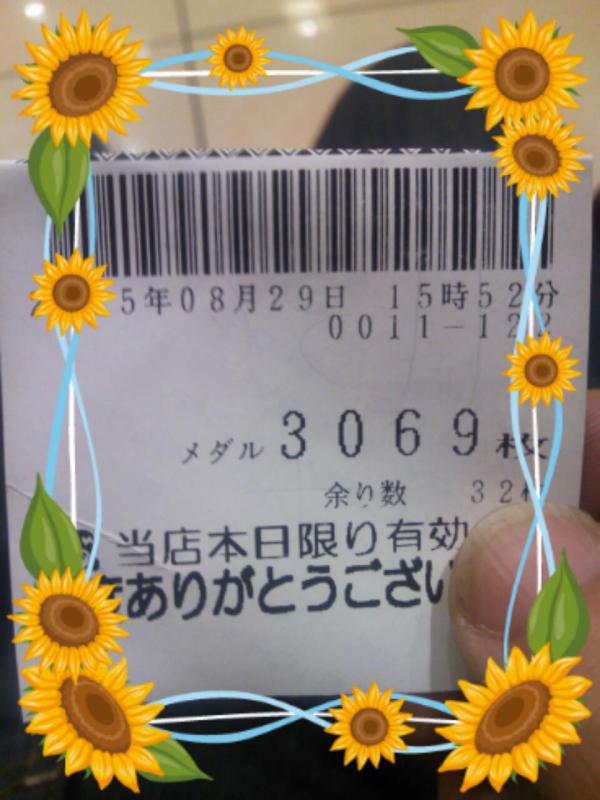 5年08月29日 15時52分
0011-12
メダル 3069枚
余り数 32
当店本日限り有効
ありがとうござい